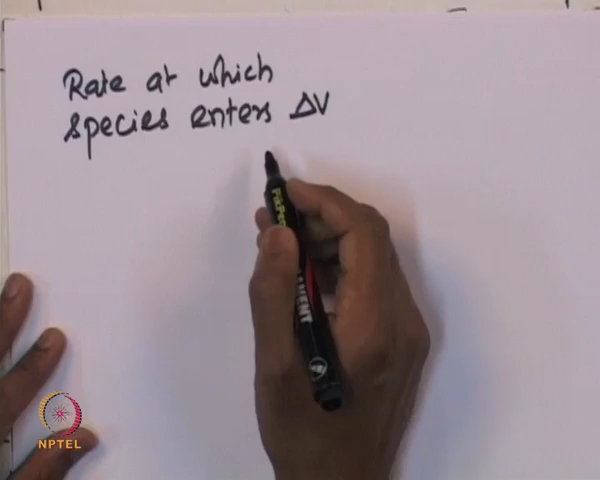 Rate at which
species enters ΔV
NPTEL